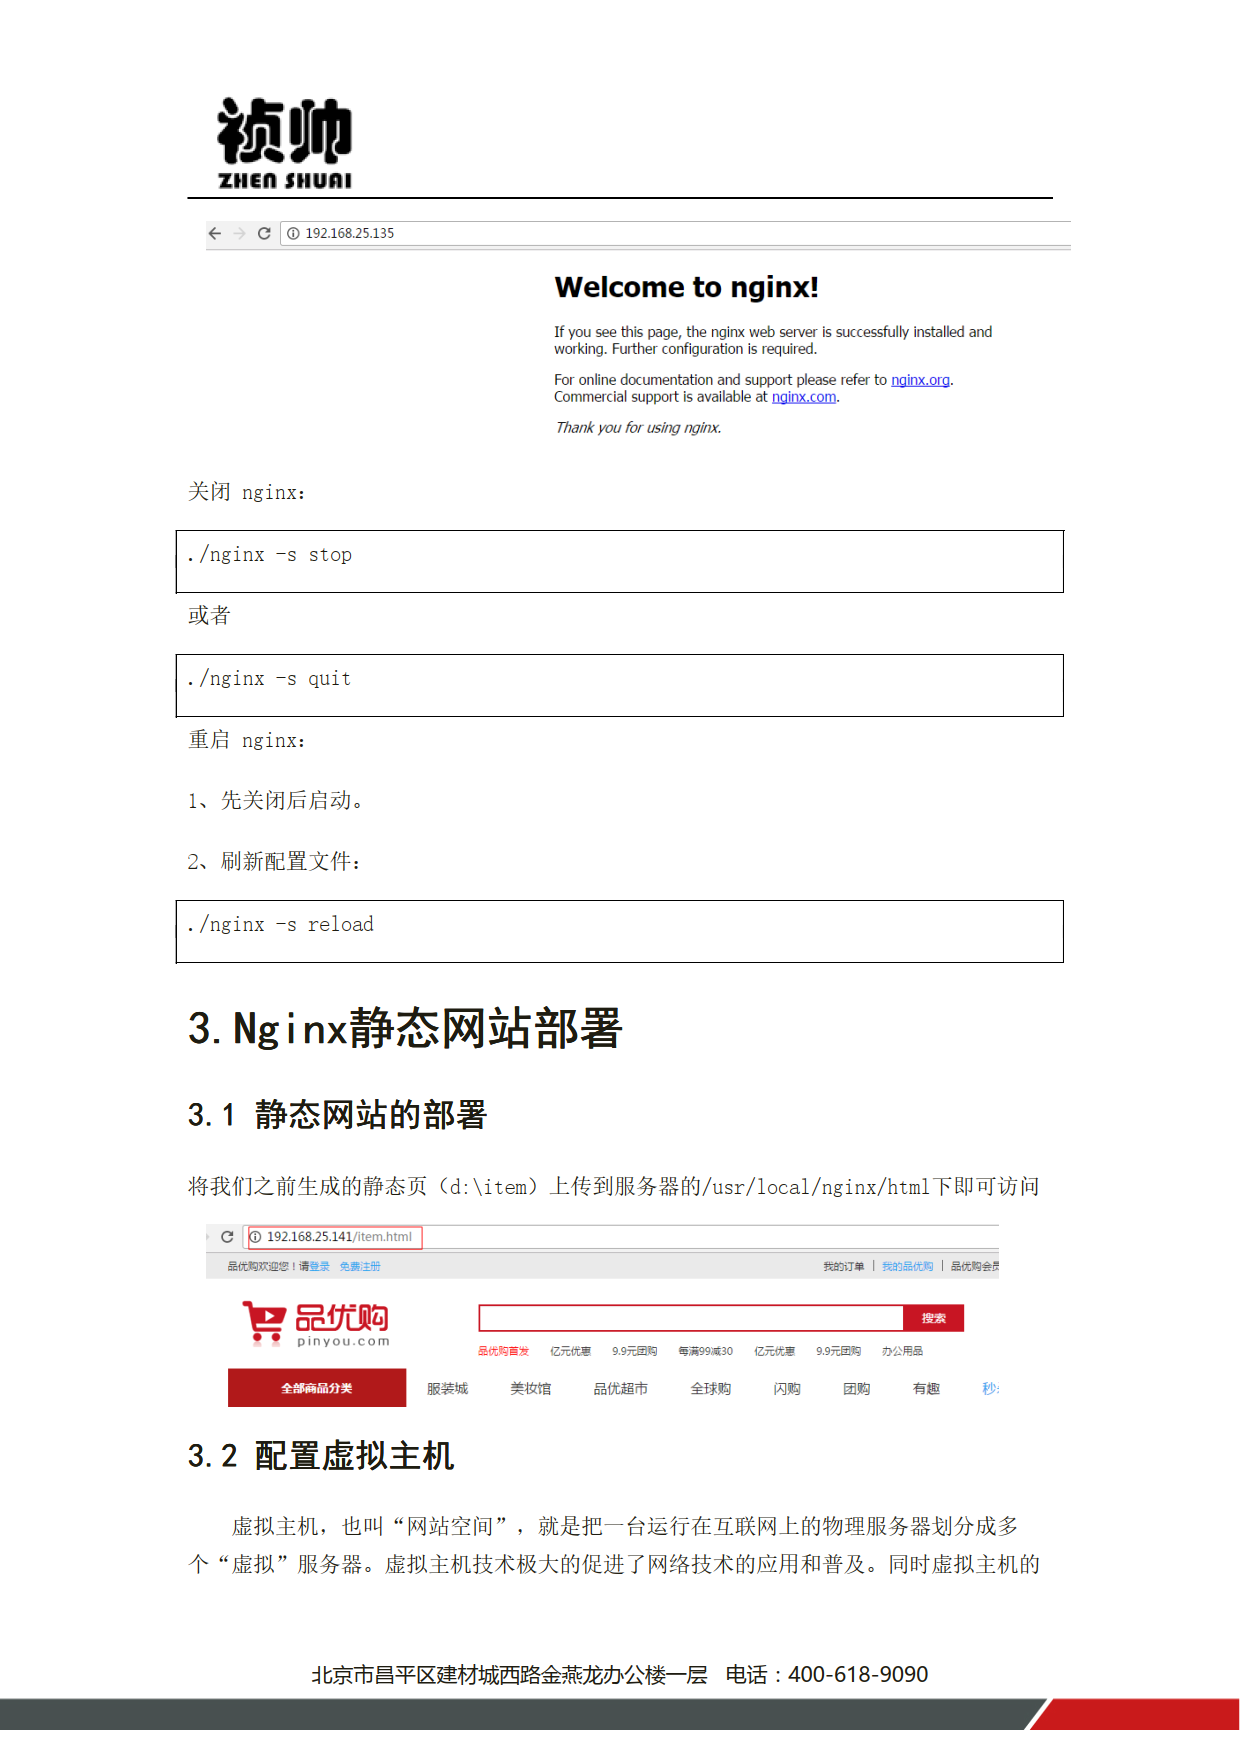 祯帅
ZHEN SHUAI
192.168.25.135
Welcome to nginx!
If you see this page, the nginx web server is successfully installed and
working. Further configuration is required.
For online documentation and support please refer to nginx.org.
Commercial support is available at nginx.com.
Thank you for using nginx.
关闭 nginx：
./nginx -s stop
或者
./nginx -s quit
重启 nginx：
1、先关闭后启动。
2、刷新配置文件：
./nginx -s reload
3.Nginx静态网站部署
3.1 静态网站的部署
将我们之前生成的静态页（d:\item）上传到服务器的/usr/local/nginx/html下即可访问
192.168.25.141/item.html
品优购欢迎您！请登录 免费注册 我的订单 | 我的品优购 | 品优购会员
品优购
pinyou.com
搜索
品优购首发 亿元优惠 9.9元团购 每满99减30 亿元优惠 9.9元团购 办公用品
全部商品分类 服装城 美妆馆 品优超市 全球购 闪购 团购 有趣 秒
3.2 配置虚拟主机
虚拟主机，也叫“网站空间”，就是把一台运行在互联网上的物理服务器划分成多
个“虚拟”服务器。虚拟主机技术极大的促进了网络技术的应用和普及。同时虚拟主机的
北京市昌平区建材城西路金燕龙办公楼一层 电话：400-618-9090